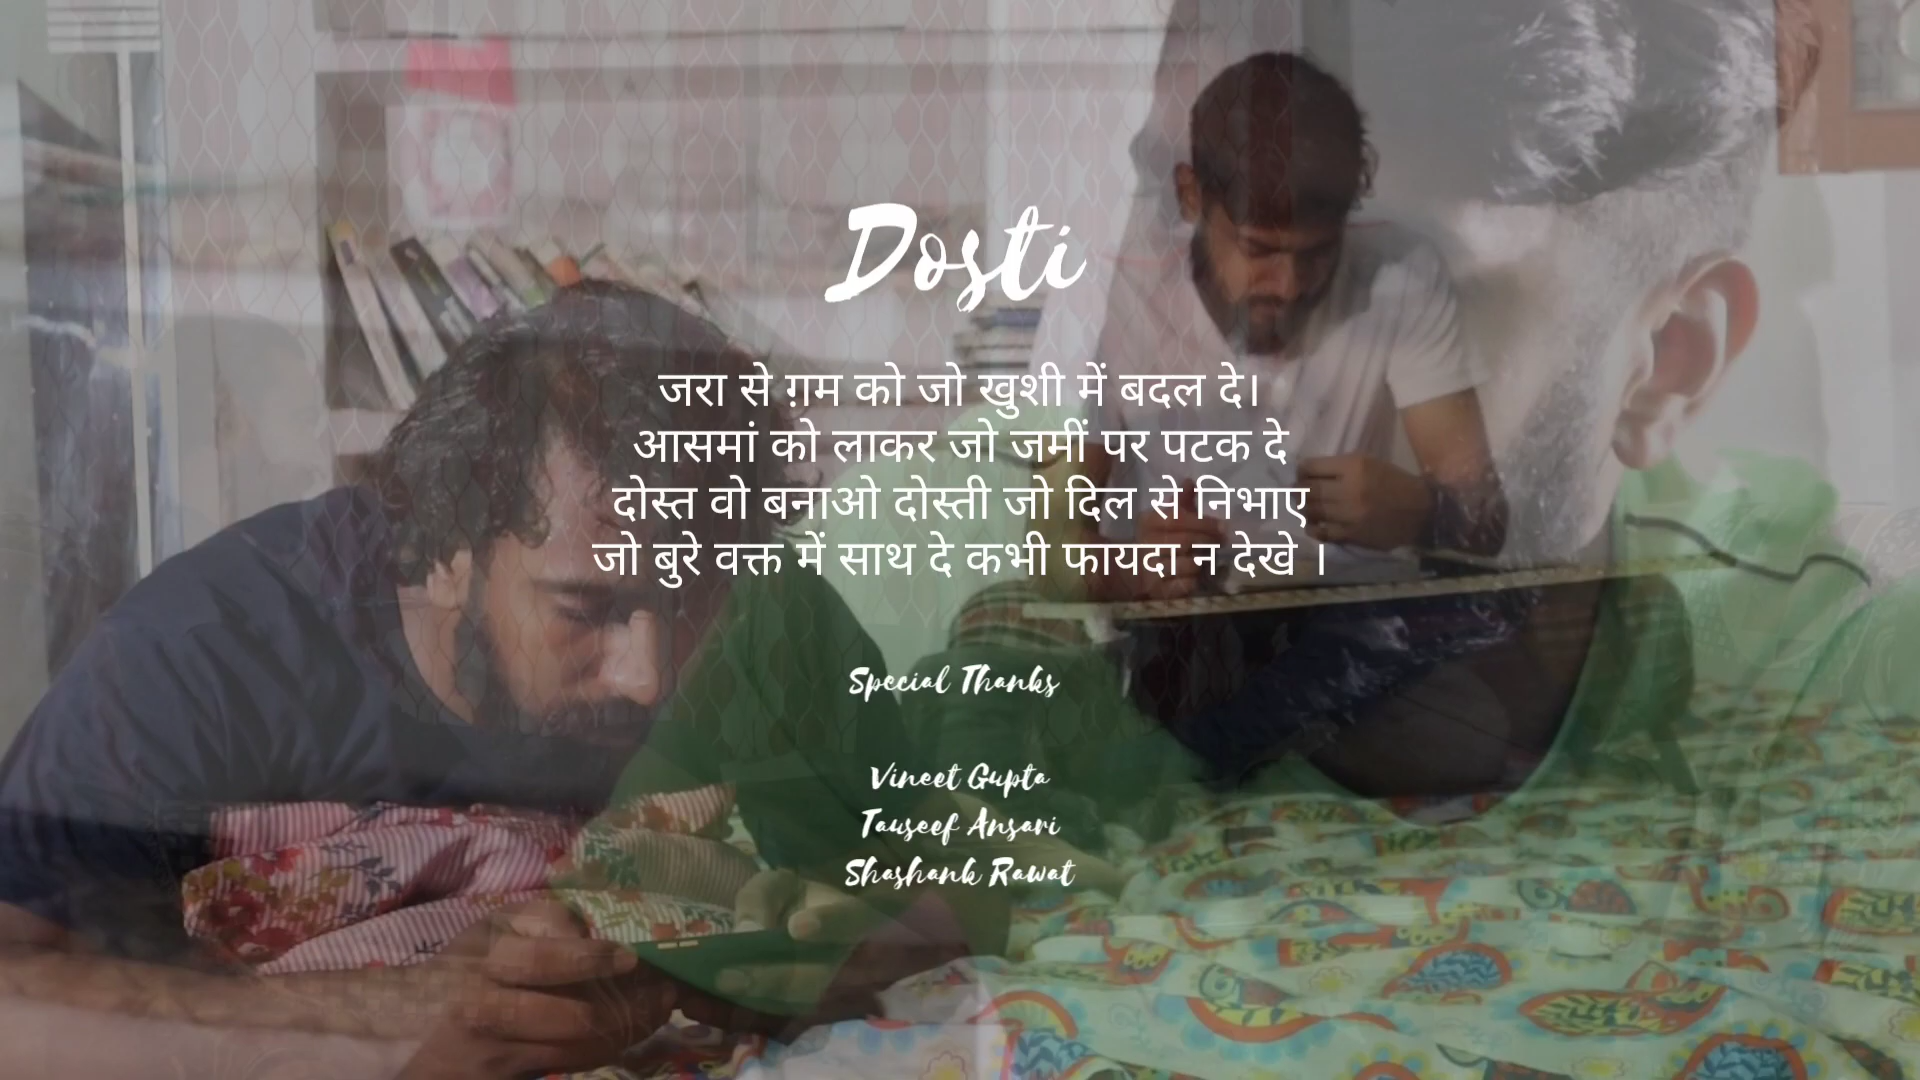 Dosti
जरा से ग़म को जो खुशी में बदल दे।
आसमां को लाकर जो जमीं पर पटक दे
दोस्त वो बनाओ दोस्ती जो दिल से निभाए
जो बुरे वक्त में साथ दे कभी फायदा न देखे ।
Special Thanks
Vineet Gupta
Tauseef Ansari
Shashank Rawat